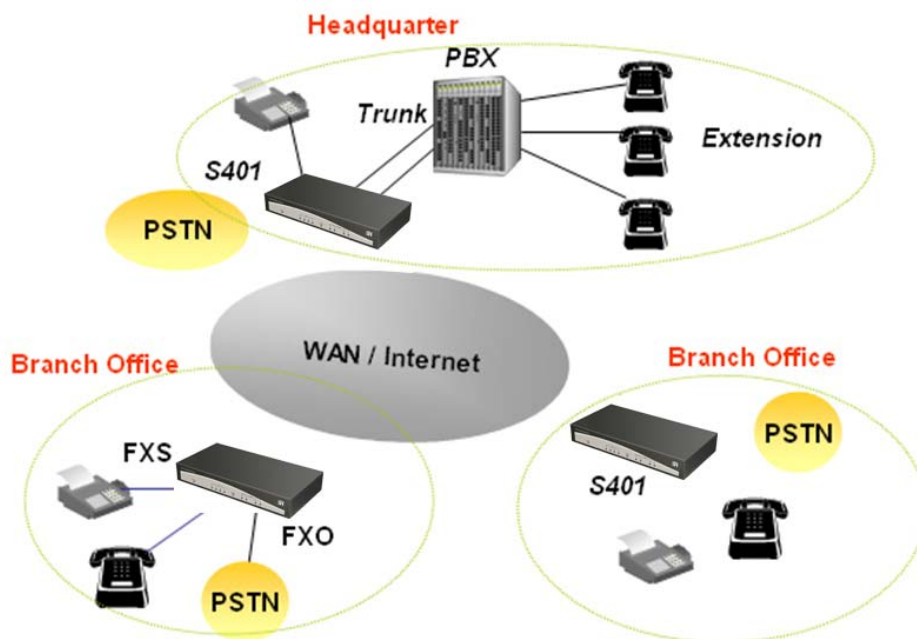 Headquarter
PBX
Trunk
Extension
S401
PSTN
WAN / Internet
Branch Office
FXS
FXO
PSTN
Branch Office
PSTN
S401